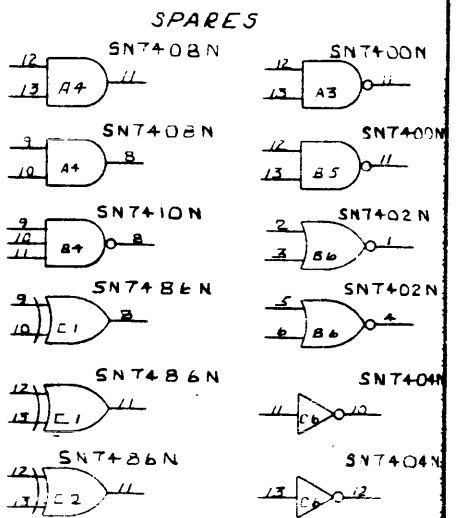 SPARES
SN7408N
12
13
A4
11
SN7400N
12
13
A3
11
SN7408N
9
10
A4
8
SN7400N
12
13
B5
11
SN7410N
9
10
11
B4
8
SN7402N
2
3
B6
1
SN7486N
9
10
C1
8
SN7402N
5
6
B6
4
SN7486N
12
13
C1
11
SN7404N
11
C6
10
SN7486N
12
13
C2
11
SN7404N
13
C6
12